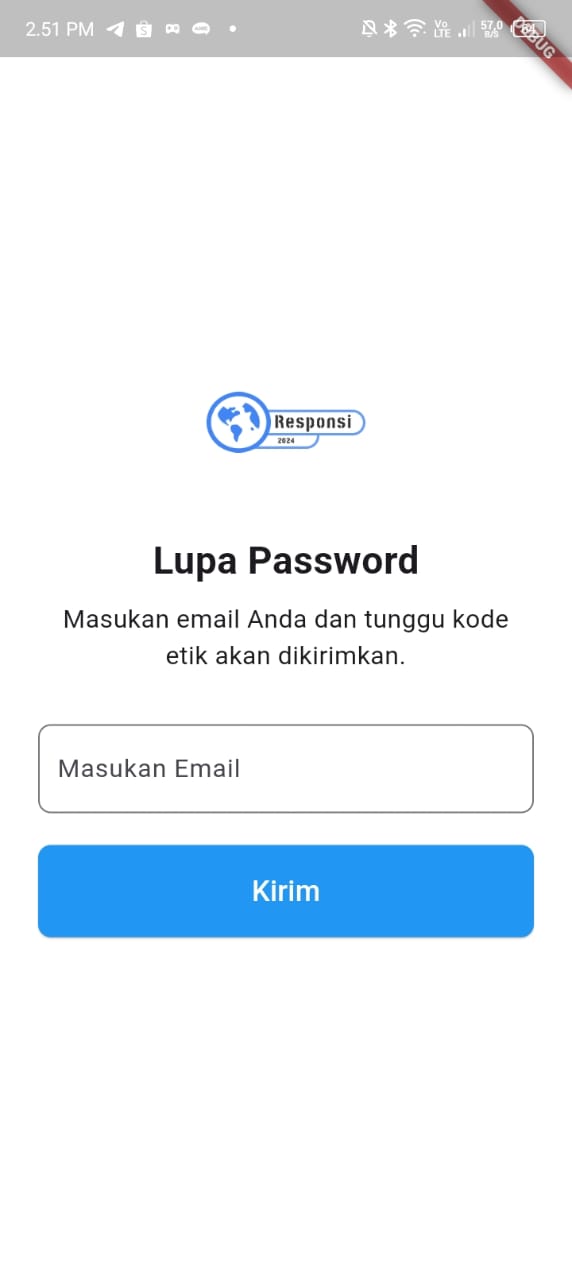 2.51 PM
Vo LTE
57,0 B/S
84
DEBUG
Responsi
2024
Lupa Password
Masukan email Anda dan tunggu kode
etik akan dikirimkan.
Masukan Email
Kirim